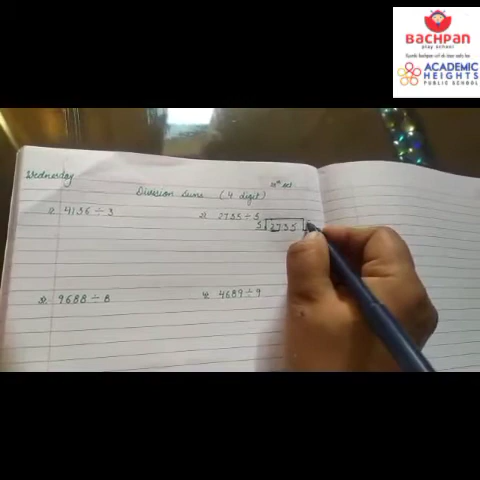 BACHPAN
play school
ACADEMIC
HEIGHTS
PUBLIC SCHOOL
Wednesday
Division Sums (4 digit)
1) 4136 ÷ 3
2) 2735 ÷ 5
5 2735
3) 9688 ÷ 8
4) 4689 ÷ 9